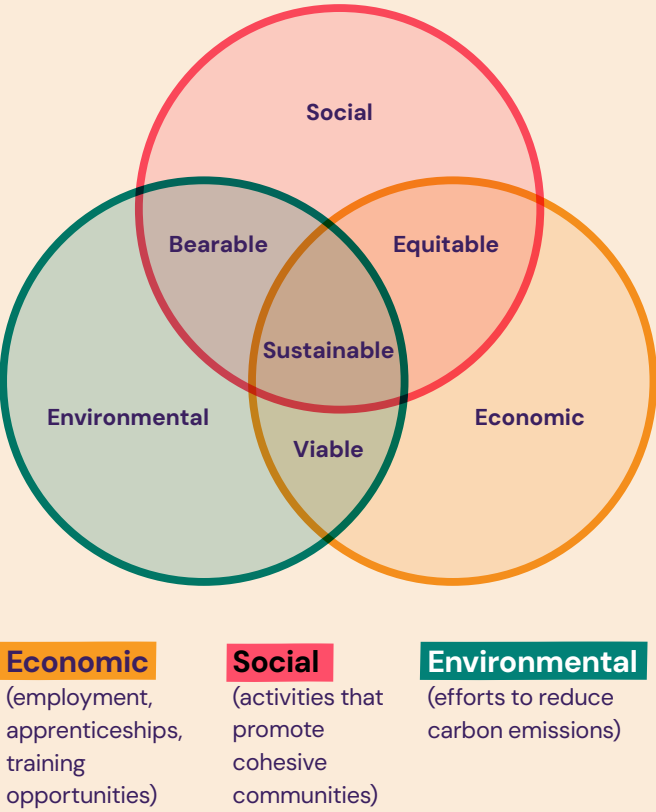 Social
Bearable
Equitable
Sustainable
Environmental
Economic
Viable
Economic
(employment,
apprenticeships,
training
opportunities)
Social
(activities that
promote
cohesive
communities)
Environmental
(efforts to reduce
carbon emissions)